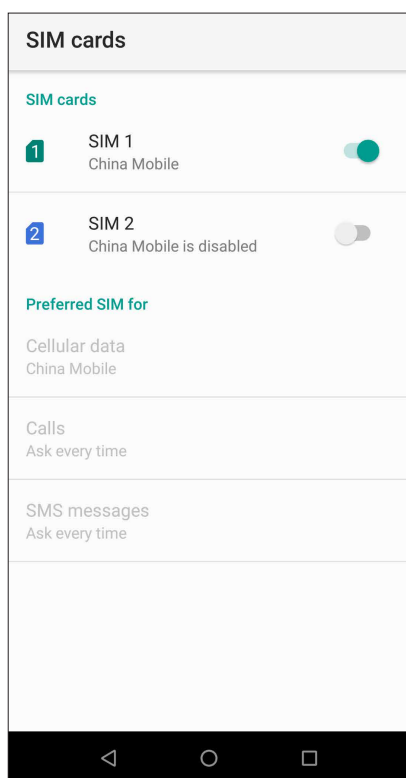 SIM cards
SIM cards
1
SIM 1
China Mobile
2
SIM 2
China Mobile is disabled
Preferred SIM for
Cellular data
China Mobile
Calls
Ask every time
SMS messages
Ask every time